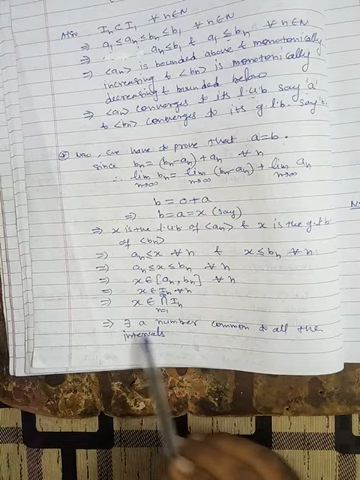 Also I_n ⊂ I_1 ∀ n∈N
⇒ a_1 ≤ a_n ≤ b_n ≤ b_1 ∀ n∈N
∴ a_n ≤ b_1 & a_1 ≤ b_n ∀ n∈N
⇒ <a_n> is bounded above & monotonically
increasing & <b_n> is monotonically
decreasing & bounded below
⇒ <a_n> converges to its l.u.b say 'a'
& <b_n> converges to its g.l.b. say
Now, we have to prove that a=b.
since b_n = (b_n-a_n) + a_n ∀ n
∴ lim n→∞ b_n = lim n→∞ (b_n-a_n) + lim n→∞ a_n
b = 0+a
⇒ b=a=x (say)
⇒ x is the l.u.b of <a_n> & x is the g.l.b
of <b_n>
⇒ a_n ≤ x ∀ n & x ≤ b_n ∀ n
⇒ a_n ≤ x ≤ b_n ∀ n
⇒ x ∈ [a_n, b_n] ∀ n
⇒ x ∈ I_n ∀ n
⇒ x ∈ ∩ n=1 I_n
⇒ ∃ a number common to all the
intervals